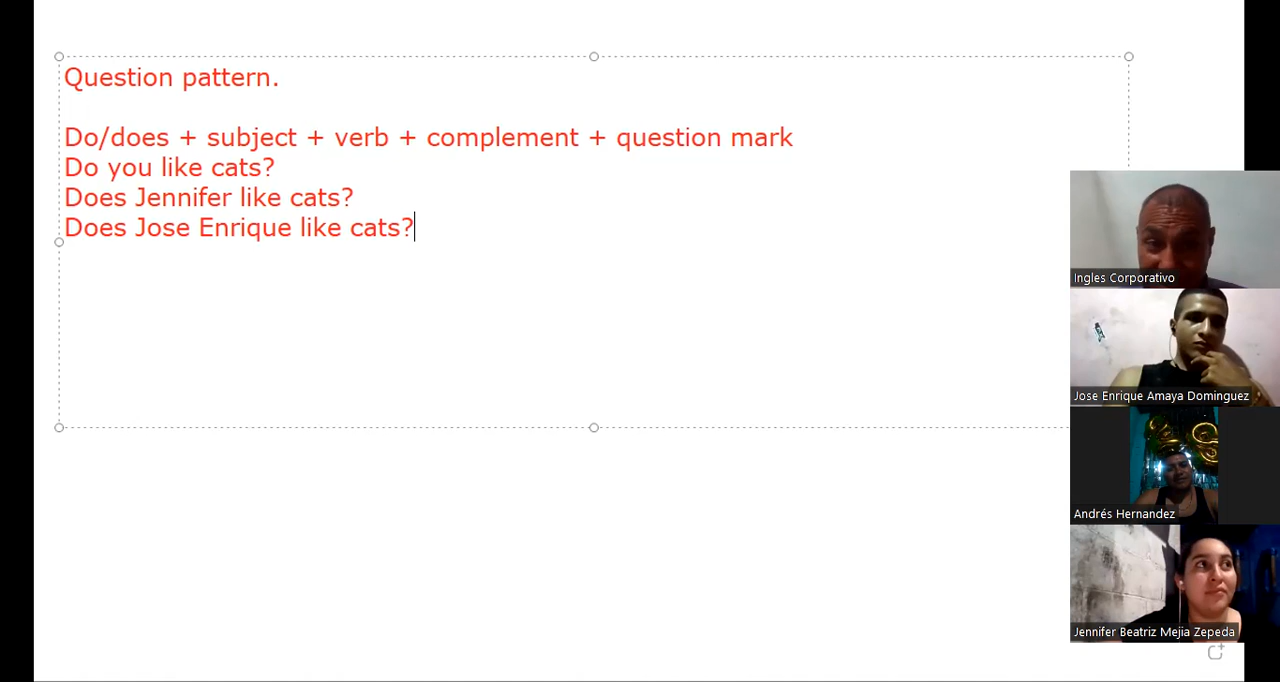 Question pattern.
Do/does + subject + verb + complement + question mark
Do you like cats?
Does Jennifer like cats?
Does Jose Enrique like cats?
Ingles Corporativo
Jose Enrique Amaya Dominguez
Andrés Hernandez
Jennifer Beatriz Mejia Zepeda